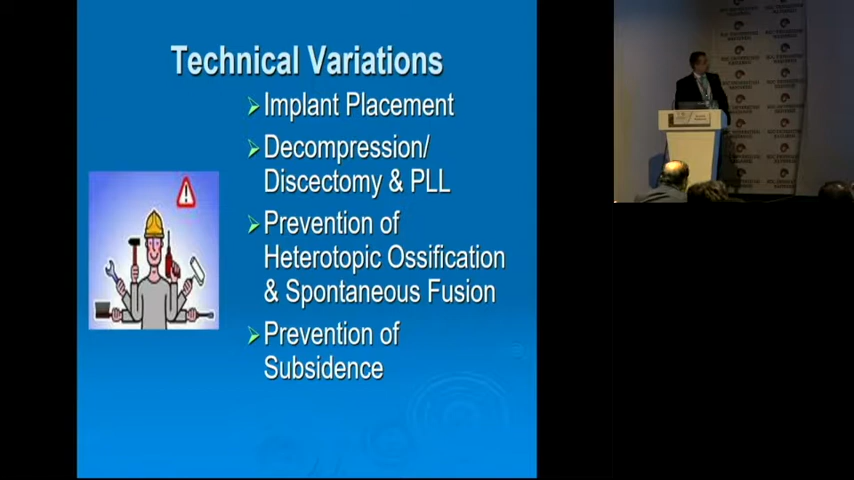 Technical Variations
Implant Placement
Decompression/
Discectomy & PLL
Prevention of
Heterotopic Ossification
& Spontaneous Fusion
Prevention of
Subsidence